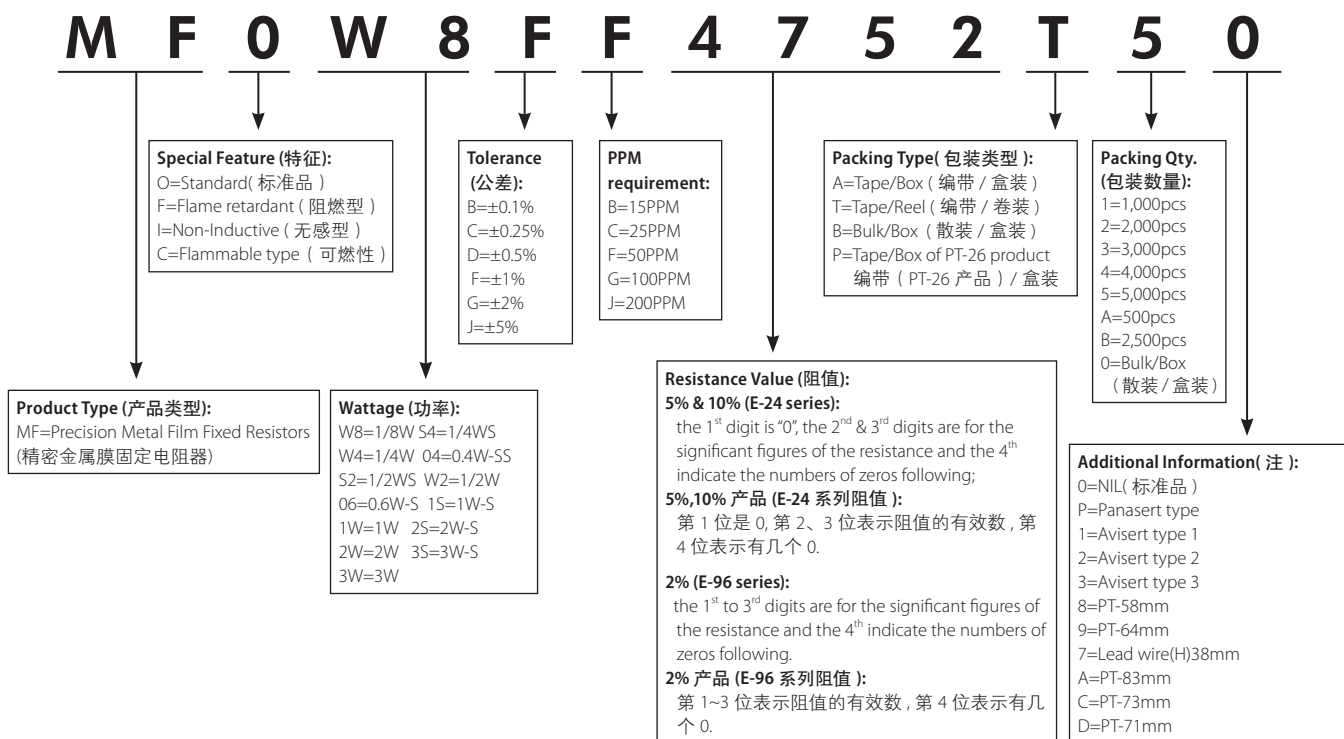 M F 0 W 8 F F 4 7 5 2 T 5 0
Special Feature (特征):
O=Standard( 标准品 )
F=Flame retardant ( 阻燃型 )
I=Non-Inductive ( 无感型 )
C=Flammable type ( 可燃性 )
Tolerance
(公差):
B=±0.1%
C=±0.25%
D=±0.5%
F=±1%
G=±2%
J=±5%
PPM
requirement:
B=15PPM
C=25PPM
F=50PPM
G=100PPM
J=200PPM
Packing Type( 包装类型 ):
A=Tape/Box ( 编带 / 盒装 )
T=Tape/Reel ( 编带 / 卷装 )
B=Bulk/Box ( 散装 / 盒装 )
P=Tape/Box of PT-26 product
编带 ( PT-26 产品 ) / 盒装
Packing Qty.
(包装数量):
1=1,000pcs
2=2,000pcs
3=3,000pcs
4=4,000pcs
5=5,000pcs
A=500pcs
B=2,500pcs
0=Bulk/Box
( 散装 / 盒装 )
Product Type (产品类型):
MF=Precision Metal Film Fixed Resistors
(精密金属膜固定电阻器)
Wattage (功率):
W8=1/8W S4=1/4WS
W4=1/4W 04=0.4W-SS
S2=1/2WS W2=1/2W
06=0.6W-S 1S=1W-S
1W=1W 2S=2W-S
2W=2W 3S=3W-S
3W=3W
Resistance Value (阻值):
5% & 10% (E-24 series):
the 1st digit is "0", the 2nd & 3rd digits are for the
significant figures of the resistance and the 4th
indicate the numbers of zeros following;
5%,10% 产品 (E-24 系列阻值 ):
第 1 位是 0, 第 2、3 位表示阻值的有效数 , 第
4 位表示有几个 0.
2% (E-96 series):
the 1st to 3rd digits are for the significant figures of
the resistance and the 4th indicate the numbers of
zeros following.
2% 产品 (E-96 系列阻值 ):
第 1~3 位表示阻值的有效数 , 第 4 位表示有几
个 0.
Additional Information( 注 ):
0=NIL( 标准品 )
P=Panasert type
1=Avisert type 1
2=Avisert type 2
3=Avisert type 3
8=PT-58mm
9=PT-64mm
7=Lead wire(H)38mm
A=PT-83mm
C=PT-73mm
D=PT-71mm